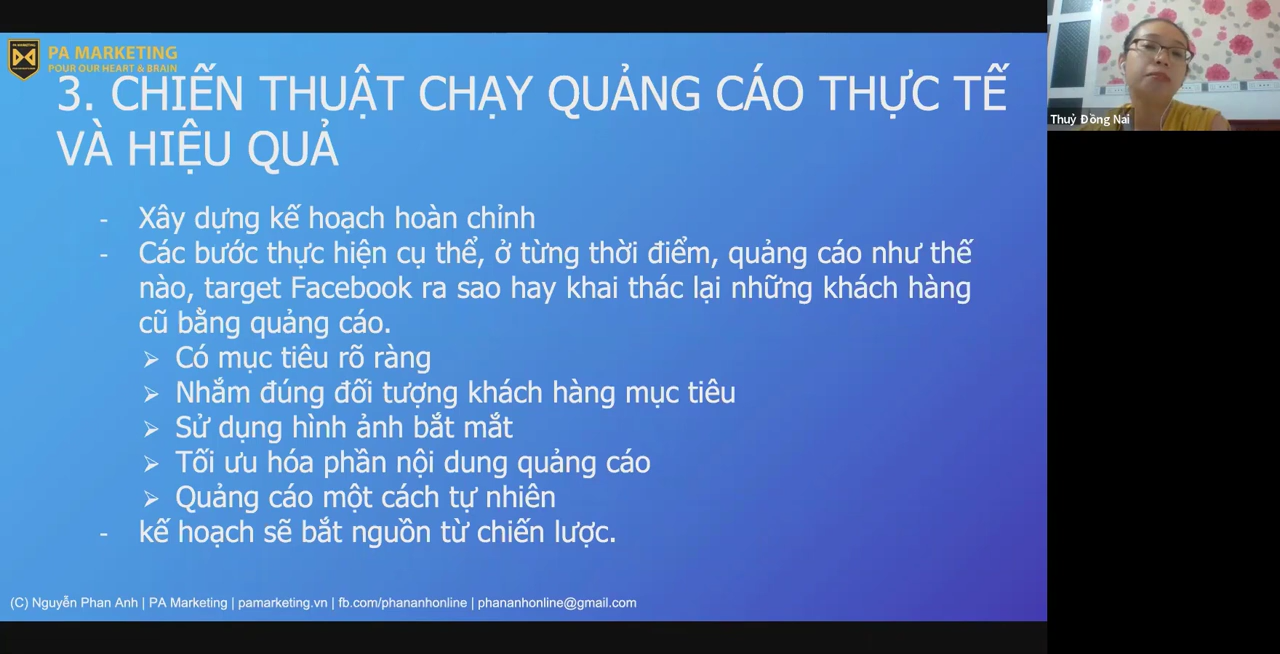 PA MARKETING
POUR OUR HEART & BRAIN
3. CHIẾN THUẬT CHẠY QUẢNG CÁO THỰC TẾ
VÀ HIỆU QUẢ
- Xây dựng kế hoạch hoàn chỉnh
- Các bước thực hiện cụ thể, ở từng thời điểm, quảng cáo như thế
nào, target Facebook ra sao hay khai thác lại những khách hàng
cũ bằng quảng cáo.
➢ Có mục tiêu rõ ràng
➢ Nhắm đúng đối tượng khách hàng mục tiêu
➢ Sử dụng hình ảnh bắt mắt
➢ Tối ưu hóa phần nội dung quảng cáo
➢ Quảng cáo một cách tự nhiên
- kế hoạch sẽ bắt nguồn từ chiến lược.
(C) Nguyễn Phan Anh | PA Marketing | pamarketing.vn | fb.com/phananhonline | phananhonline@gmail.com
Thuỷ Đồng Nai